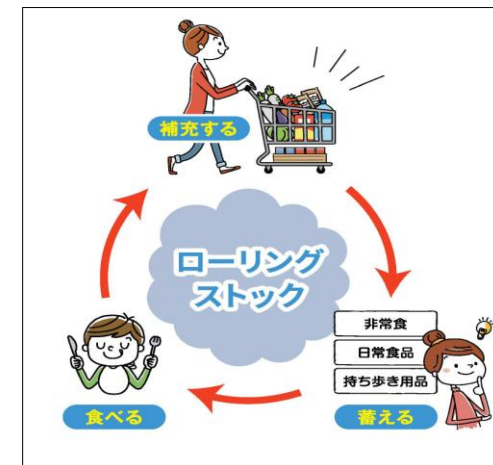 補充する
ローリング
ストック
非常食
日常食品
持ち歩き用品
食べる
蓄える